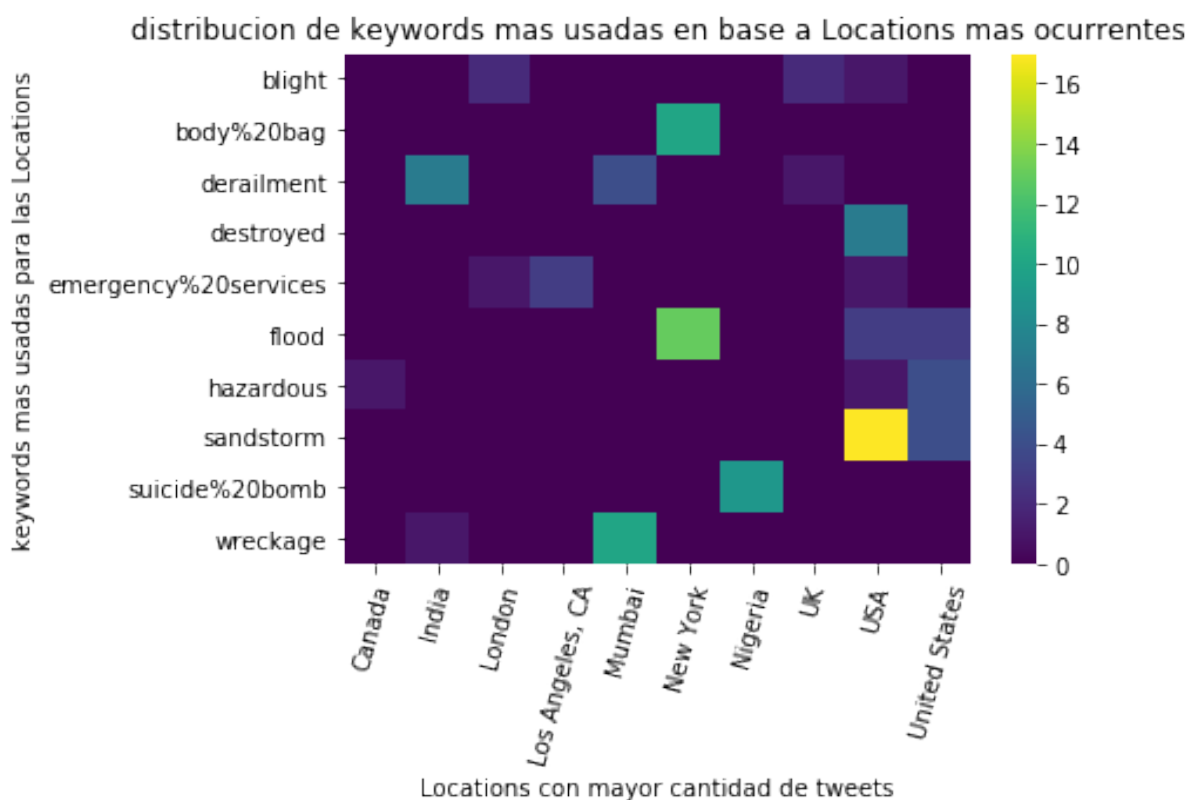 distribucion de keywords mas usadas en base a Locations mas ocurrentes
keywords mas usadas para las Locations
blight
body%20bag
derailment
destroyed
emergency%20services
flood
hazardous
sandstorm
suicide%20bomb
wreckage
Canada
India
London
Los Angeles, CA
Mumbai
New York
Nigeria
UK
USA
United States
Locations con mayor cantidad de tweets
16
14
12
10
8
6
4
2
0